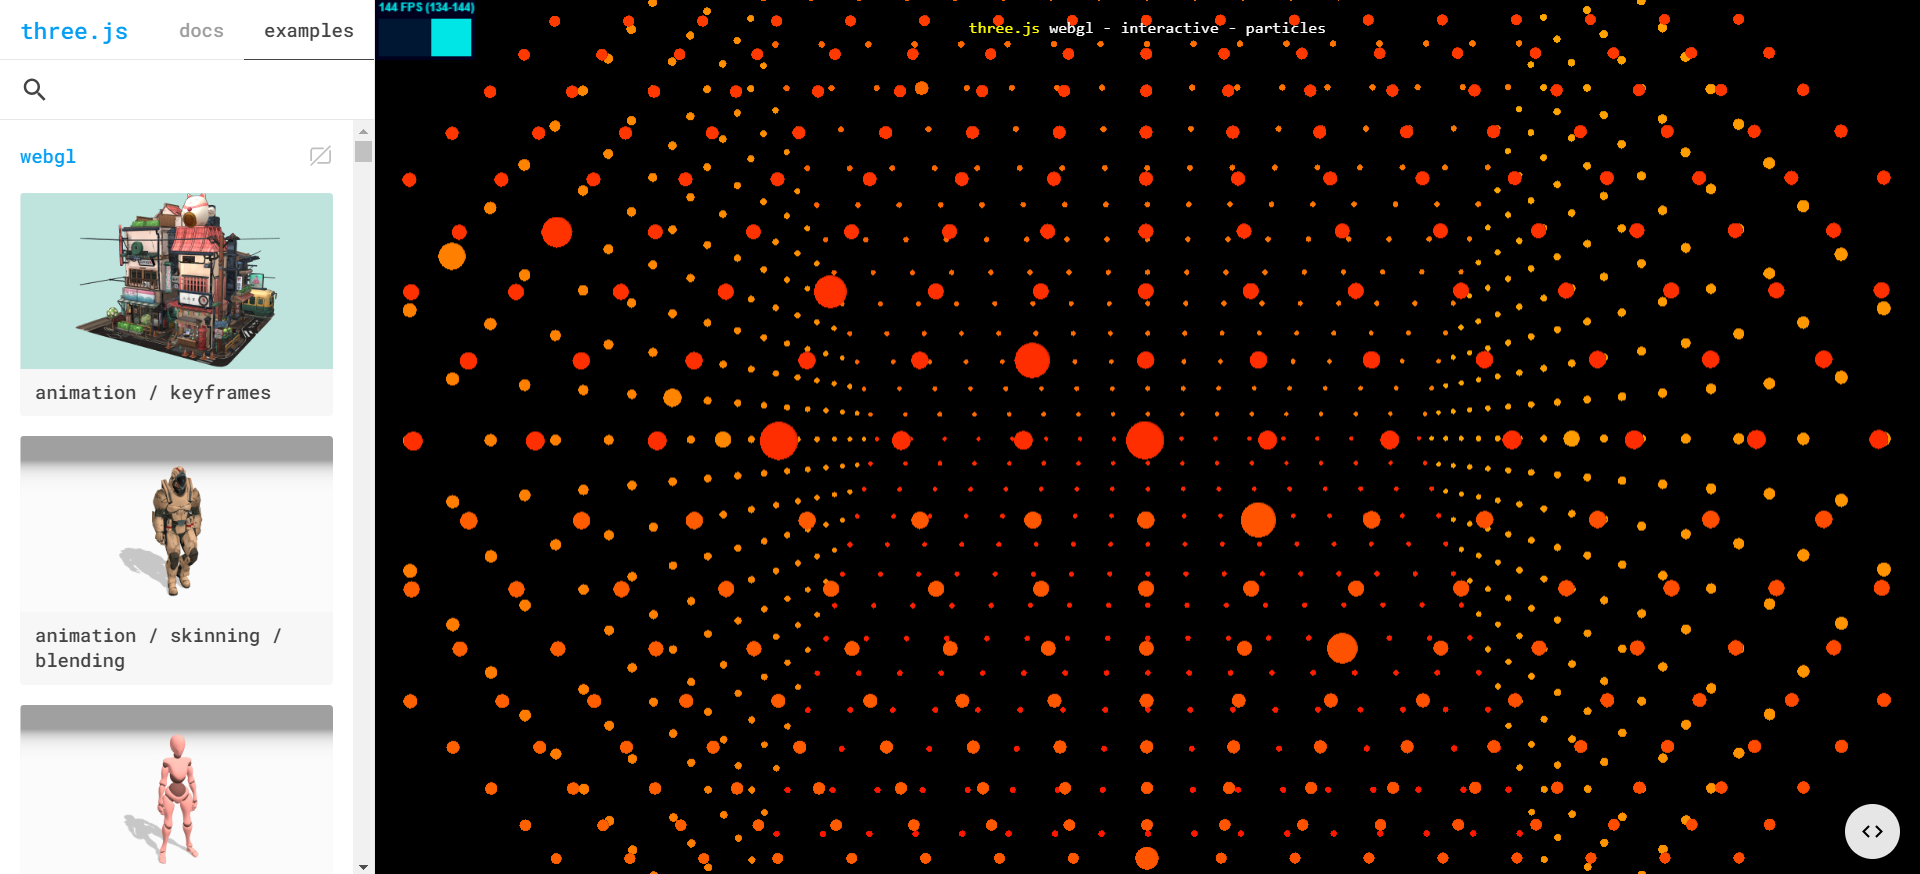 three.js docs examples
webgl
animation / keyframes
animation / skinning /
blending
144 FPS (134-144)
three.js webgl - interactive - particles